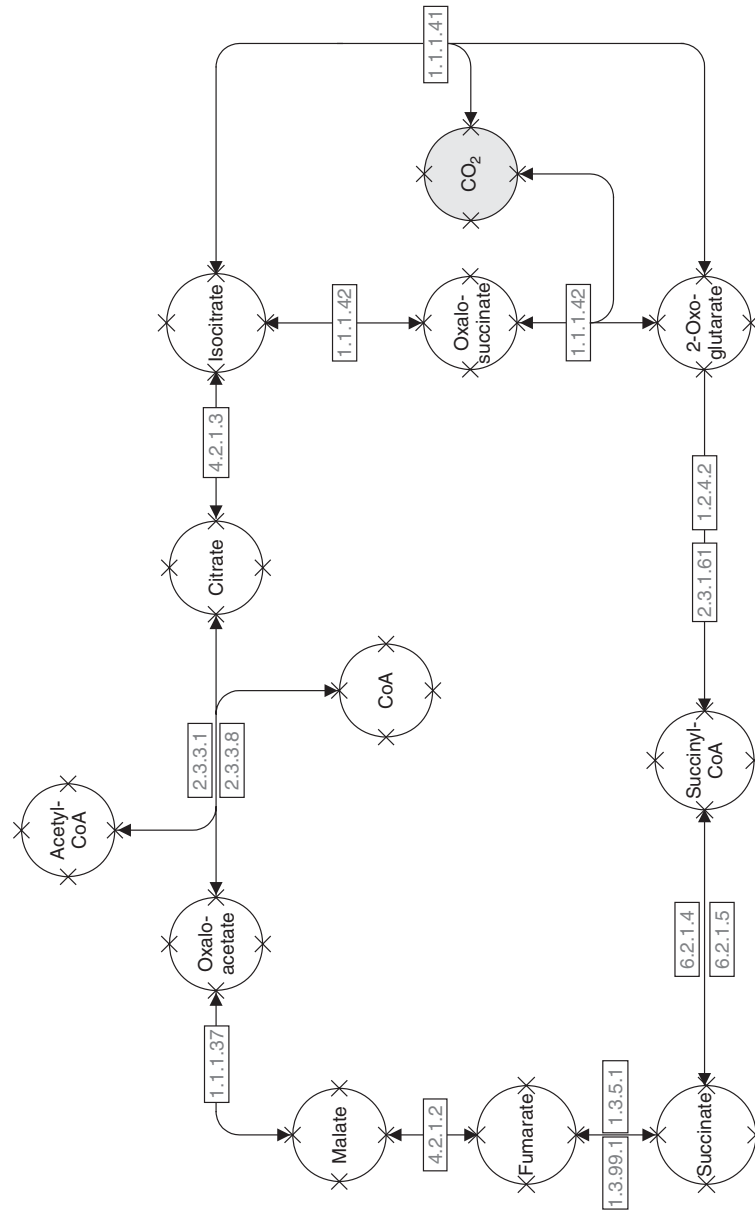 Acetyl-
CoA
2.3.3.1
2.3.3.8
CoA
Oxalo-
acetate
Citrate
4.2.1.3
Isocitrate
1.1.1.37
Malate
4.2.1.2
Fumarate
1.3.99.1
1.3.5.1
Succinate
6.2.1.4
6.2.1.5
Succinyl-
CoA
2.3.1.61
1.2.4.2
2-Oxo-
glutarate
1.1.1.42
Oxalo-
succinate
1.1.1.42
CO₂
1.1.1.41